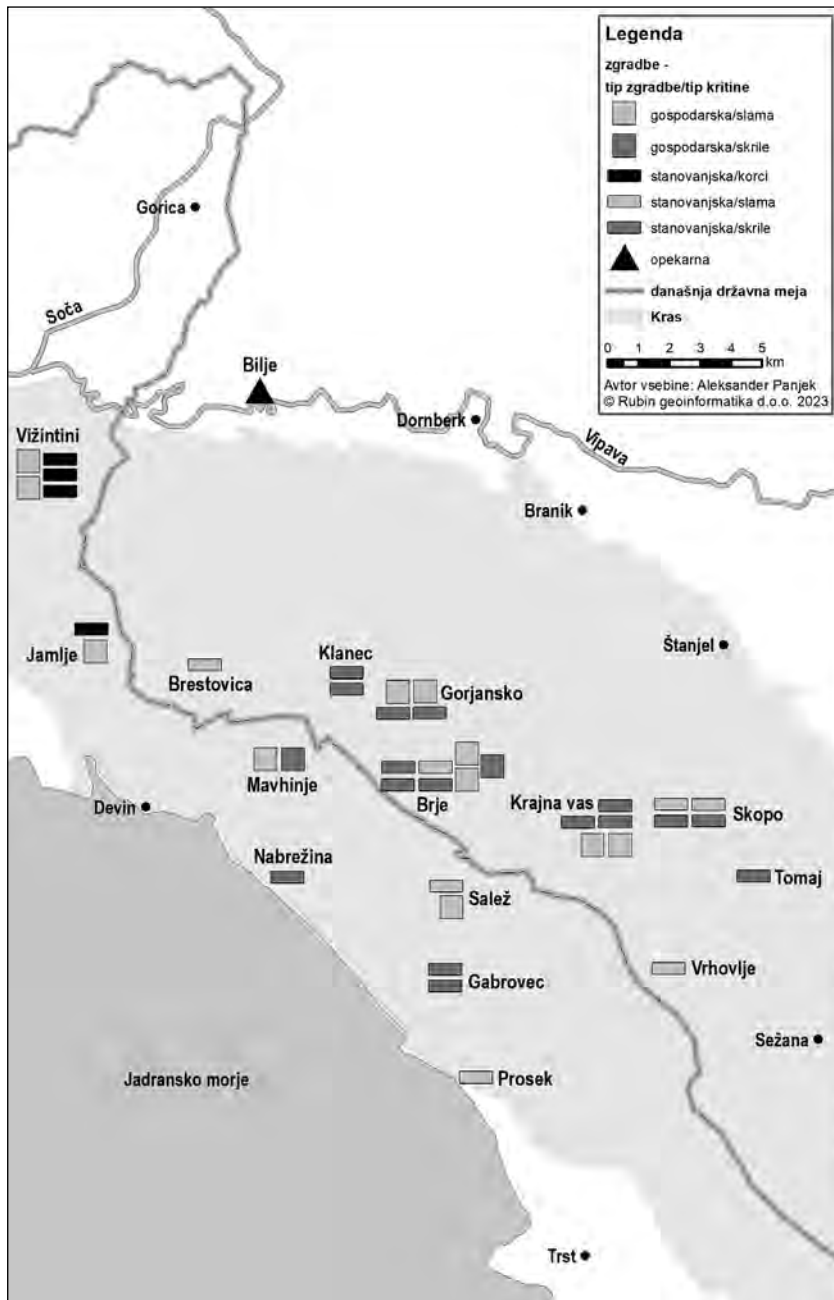 Legenda
zgradbe -
tip zgradbe/tip kritine
gospodarska/slama
gospodarska/skrile
stanovanjska/korci
stanovanjska/slama
stanovanjska/skrile
opekarna
današnja državna meja
Kras
0 1 2 3 4 5
km
Avtor vsebine: Aleksander Panjek
© Rubin geoinformatika d.o.o. 2023
Gorica
Soča
Bilje
Dornberk
Vipava
Vižintini
Branik
Jamlje
Brestovica
Klanec
Štanjel
Gorjansko
Mavhinje
Devin
Brje
Krajna vas
Skopo
Nabrežina
Tomaj
Salež
Gabrovec
Vrhovlje
Sežana
Jadransko morje
Prosek
Trst